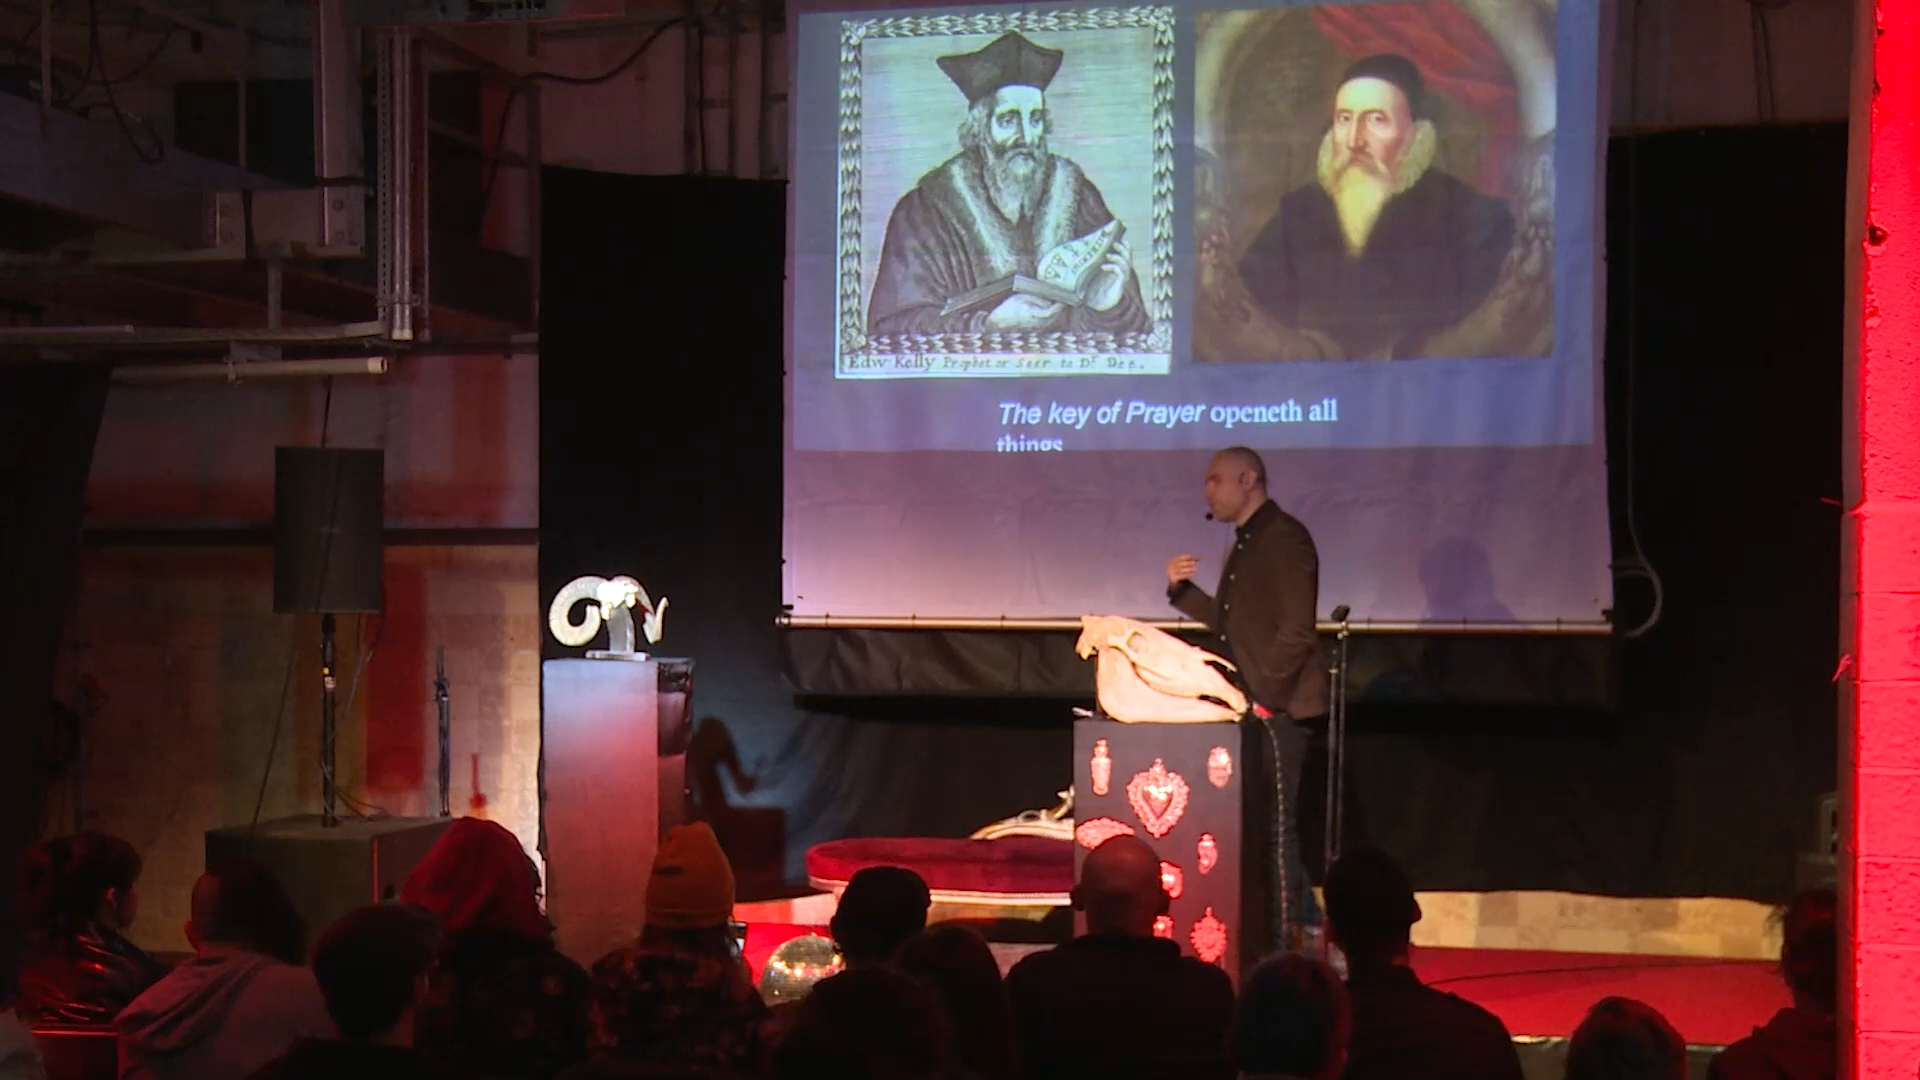 Edw. Kelly Prophet or Seer to Dr Dee.
The key of Prayer openeth all
things